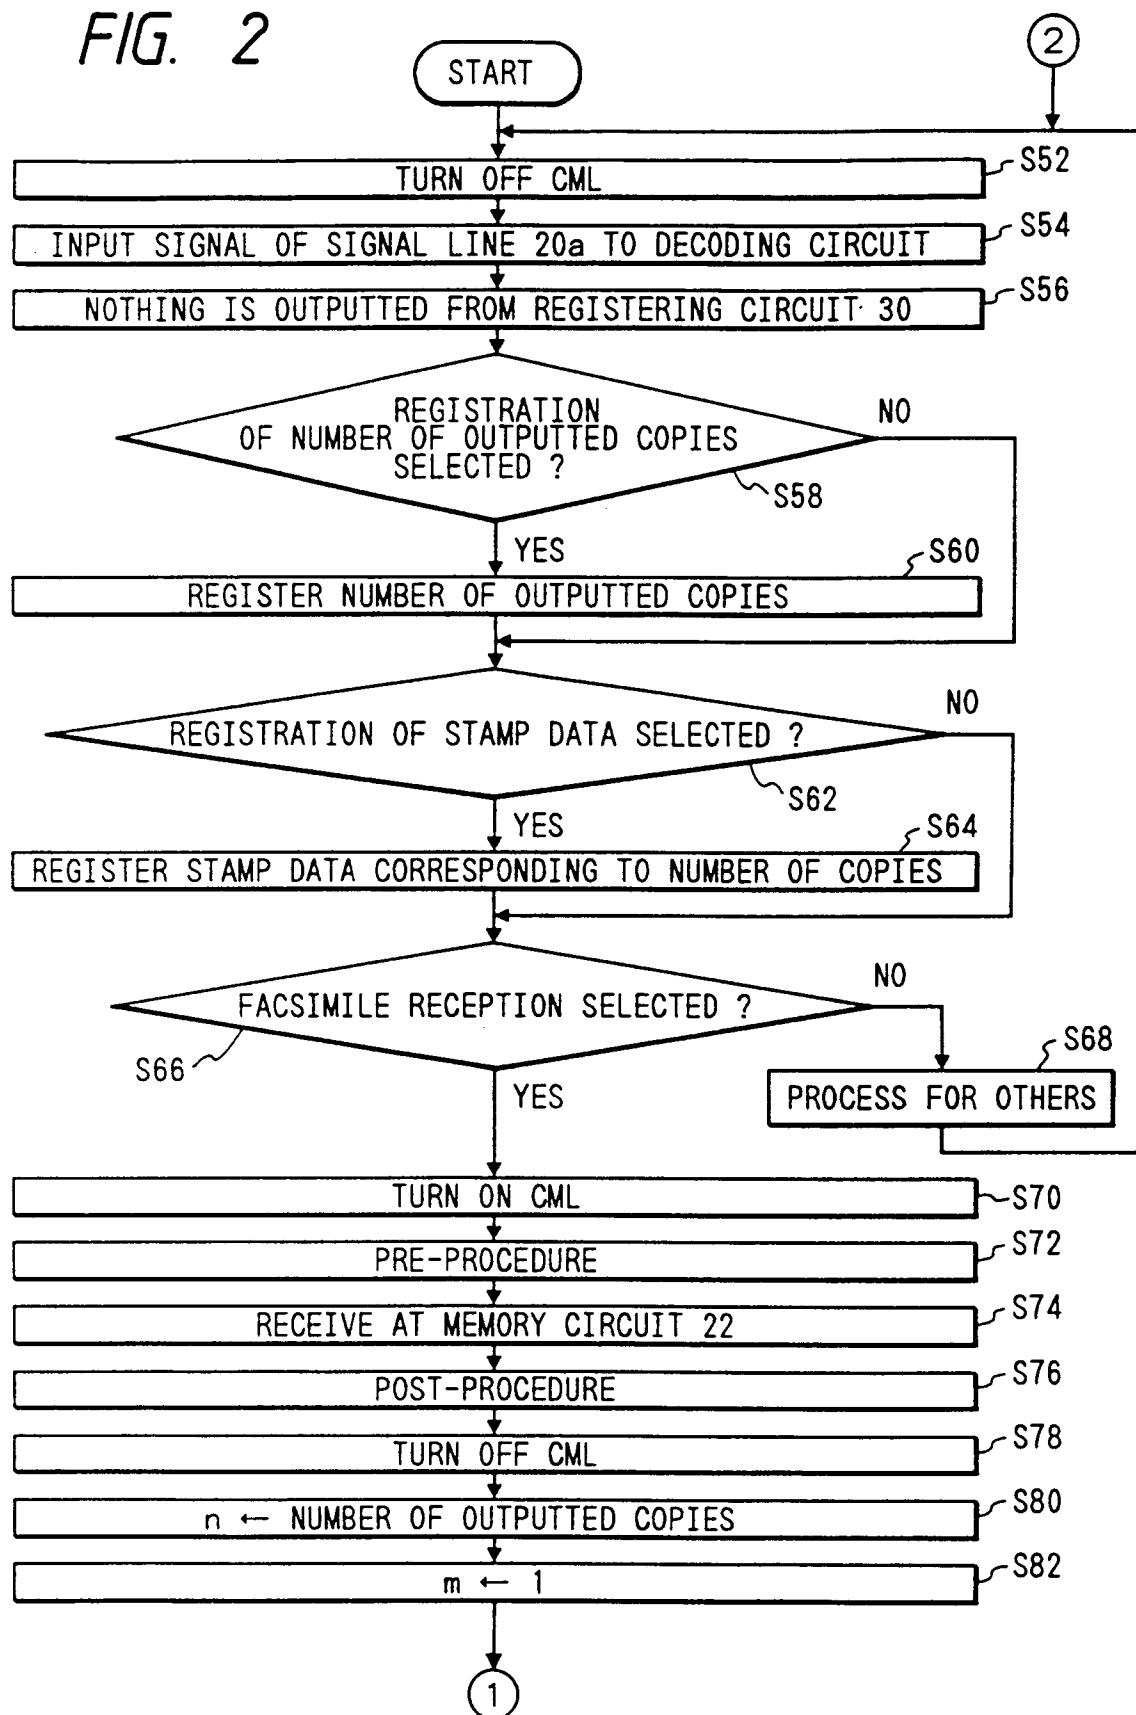 FIG. 2
2
START
TURN OFF CML
S52
INPUT SIGNAL OF SIGNAL LINE 20a TO DECODING CIRCUIT
S54
NOTHING IS OUTPUTTED FROM REGISTERING CIRCUIT 30
S56
REGISTRATION
OF NUMBER OF OUTPUTTED COPIES
SELECTED ?
NO
S58
YES
S60
REGISTER NUMBER OF OUTPUTTED COPIES
REGISTRATION OF STAMP DATA SELECTED ?
NO
S62
YES
S64
REGISTER STAMP DATA CORRESPONDING TO NUMBER OF COPIES
FACSIMILE RECEPTION SELECTED ?
NO
S66
YES
S68
PROCESS FOR OTHERS
TURN ON CML
S70
PRE-PROCEDURE
S72
RECEIVE AT MEMORY CIRCUIT 22
S74
POST-PROCEDURE
S76
TURN OFF CML
S78
n ← NUMBER OF OUTPUTTED COPIES
S80
m ← 1
S82
1